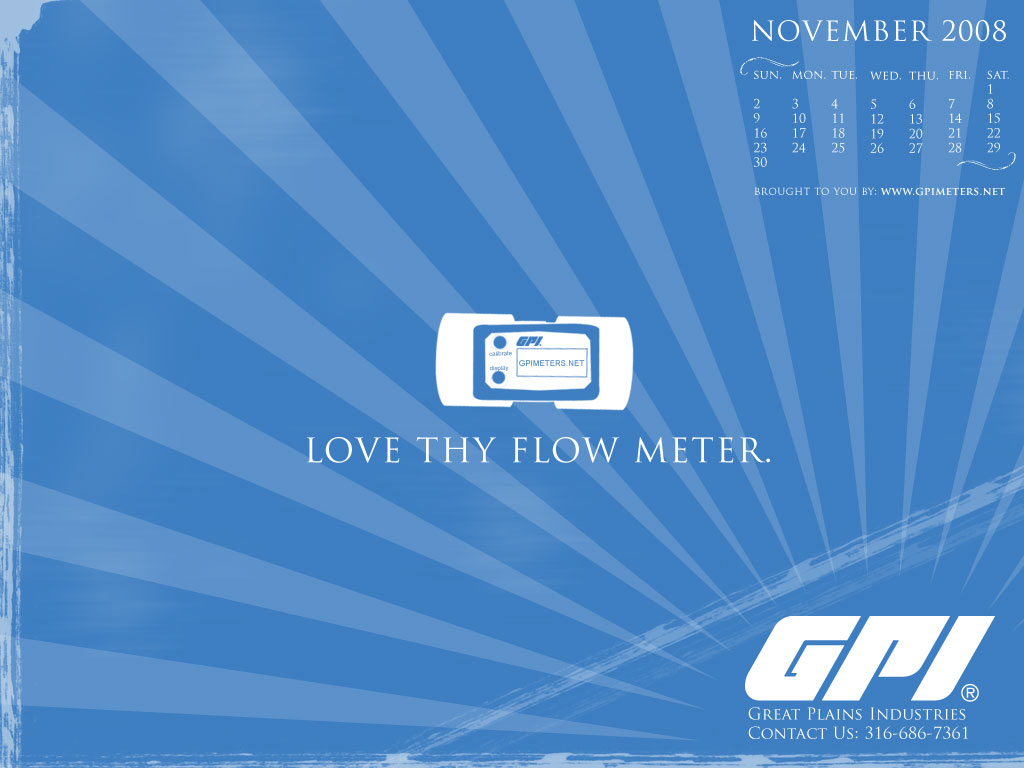 NOVEMBER 2008
SUN. MON. TUE. WED. THU. FRI. SAT.
1
2 3 4 5 6 7 8
9 10 11 12 13 14 15
16 17 18 19 20 21 22
23 24 25 26 27 28 29
30
BROUGHT TO YOU BY: WWW.GPIMETERS.NET
GPI.
calibrate
GPIMETERS.NET
display
LOVE THY FLOW METER.
GPI®
GREAT PLAINS INDUSTRIES
CONTACT US: 316-686-7361